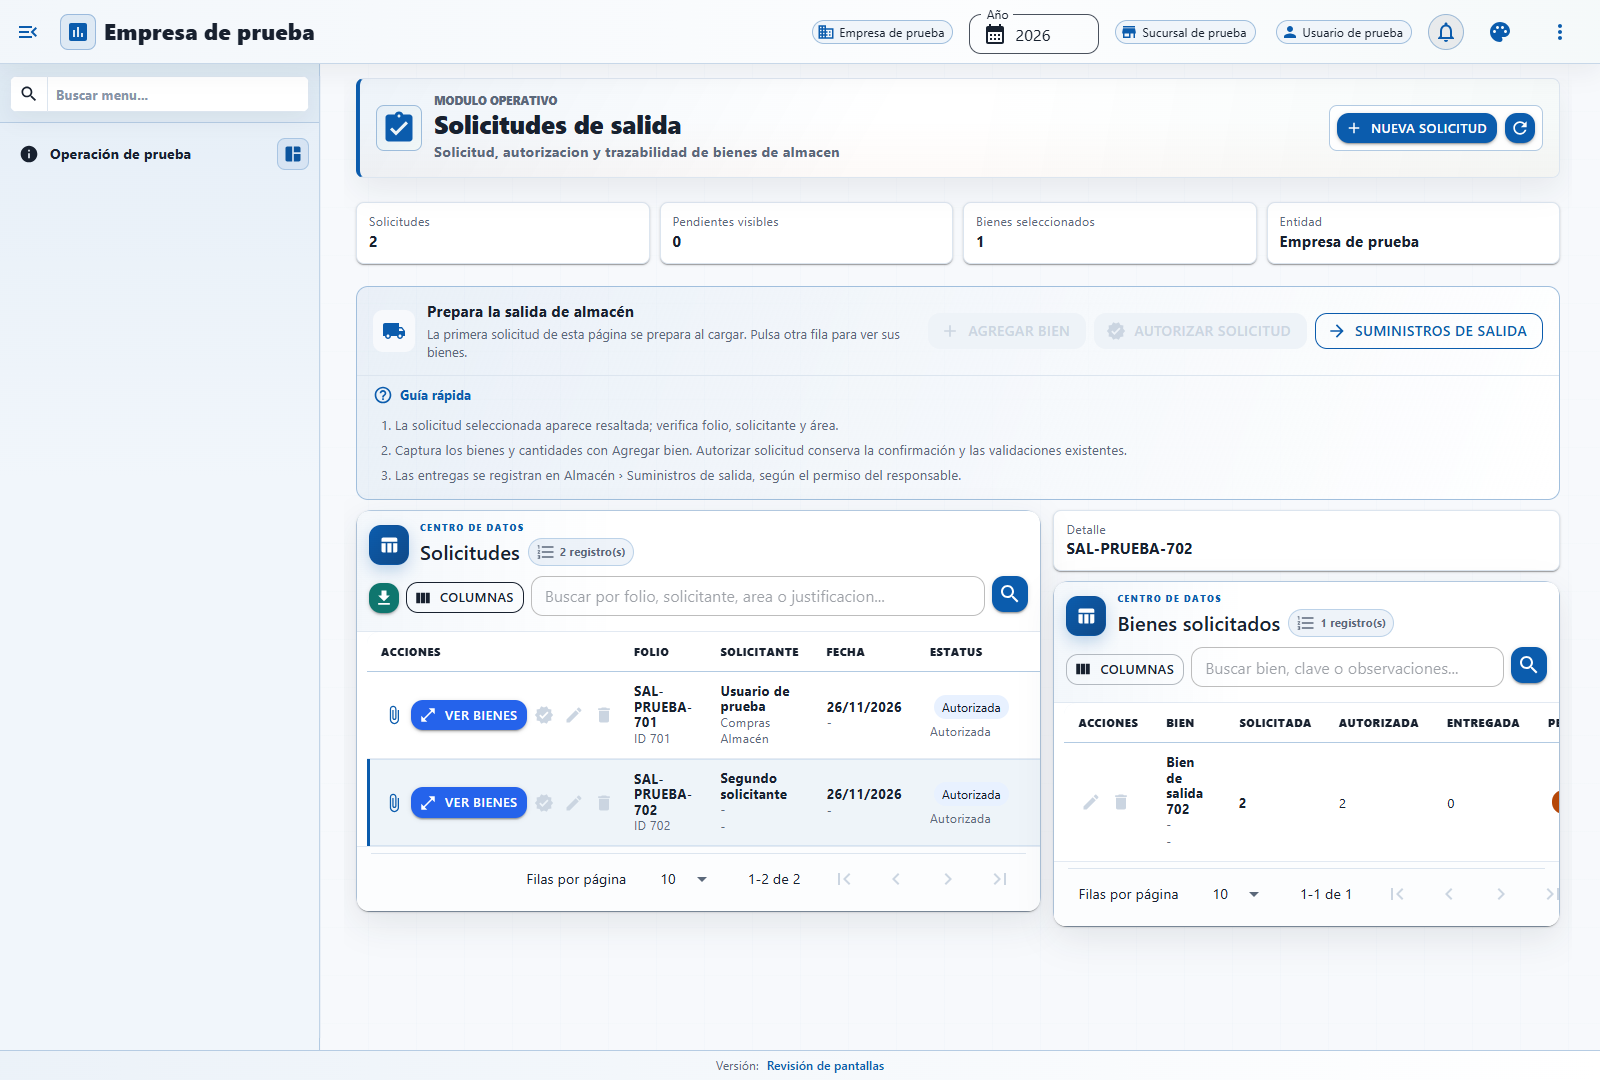 Empresa de prueba
Empresa de prueba
Año
2026
Sucursal de prueba
Usuario de prueba
Buscar menu...
Operación de prueba
MODULO OPERATIVO
Solicitudes de salida
Solicitud, autorizacion y trazabilidad de bienes de almacen
NUEVA SOLICITUD
Solicitudes
2
Pendientes visibles
0
Bienes seleccionados
1
Entidad
Empresa de prueba
Prepara la salida de almacén
La primera solicitud de esta página se prepara al cargar. Pulsa otra fila para ver sus
bienes.
AGREGAR BIEN
AUTORIZAR SOLICITUD
SUMINISTROS DE SALIDA
Guía rápida
1. La solicitud seleccionada aparece resaltada; verifica folio, solicitante y área.
2. Captura los bienes y cantidades con Agregar bien. Autorizar solicitud conserva la confirmación y las validaciones existentes.
3. Las entregas se registran en Almacén › Suministros de salida, según el permiso del responsable.
CENTRO DE DATOS
Solicitudes
2 registro(s)
COLUMNAS
Buscar por folio, solicitante, area o justificacion...
ACCIONES FOLIO SOLICITANTE FECHA ESTATUS
VER BIENES
SAL-
PRUEBA-
701
ID 701
Usuario de
prueba
Compras
Almacén
26/11/2026
-
Autorizada
Autorizada
VER BIENES
SAL-
PRUEBA-
702
ID 702
Segundo
solicitante
-
-
26/11/2026
-
Autorizada
Autorizada
Filas por página 10 1-2 de 2
Detalle
SAL-PRUEBA-702
CENTRO DE DATOS
Bienes solicitados
1 registro(s)
COLUMNAS
Buscar bien, clave o observaciones...
ACCIONES BIEN SOLICITADA AUTORIZADA ENTREGADA
Bien
de
salida
702
-
-
2
2
0
Filas por página 10 1-1 de 1
Versión: Revisión de pantallas